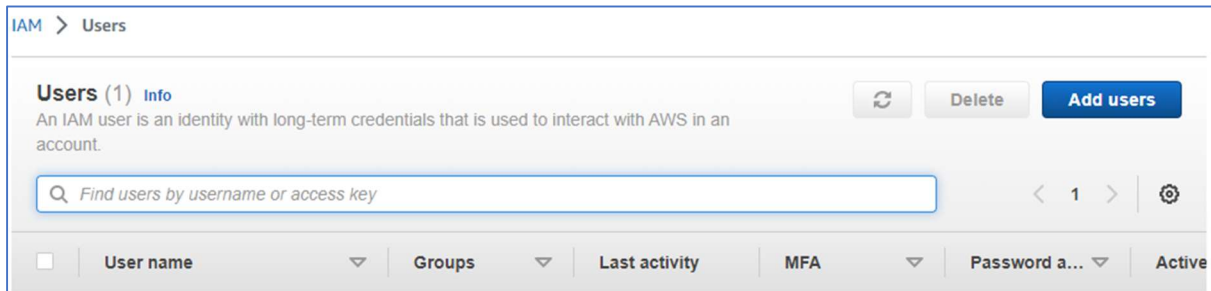 IAM > Users
Users (1) Info
Delete
Add users
An IAM user is an identity with long-term credentials that is used to interact with AWS in an
account.
Find users by username or access key
< 1 >
User name Groups Last activity MFA Password a... Active